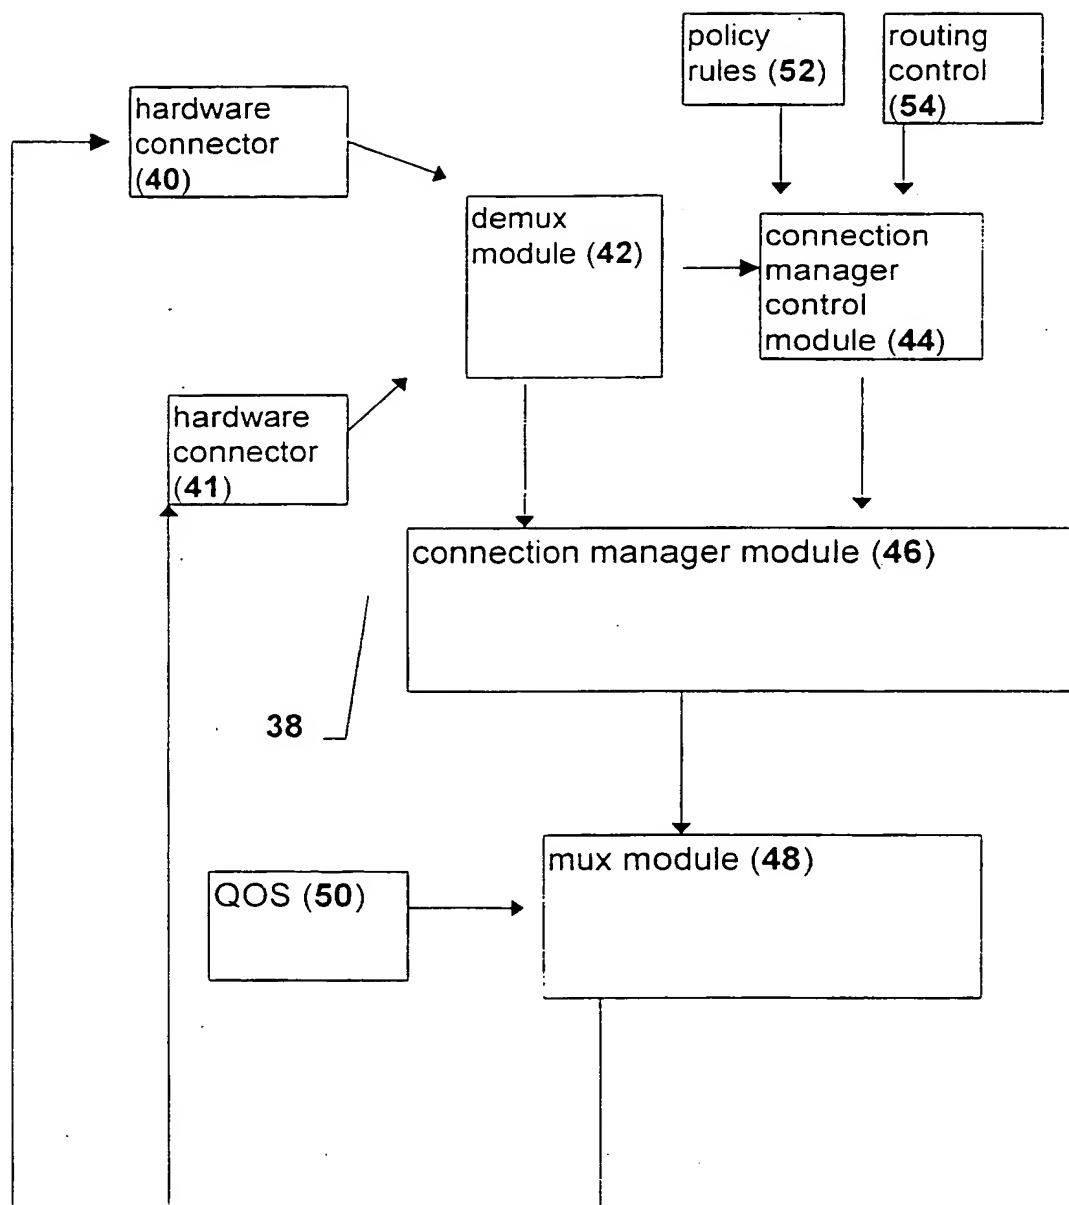 policy
rules (52)
routing
control
(54)
hardware
connector
(40)
demux
module (42)
connection
manager
control
module (44)
hardware
connector
(41)
connection manager module (46)
38
mux module (48)
QOS (50)